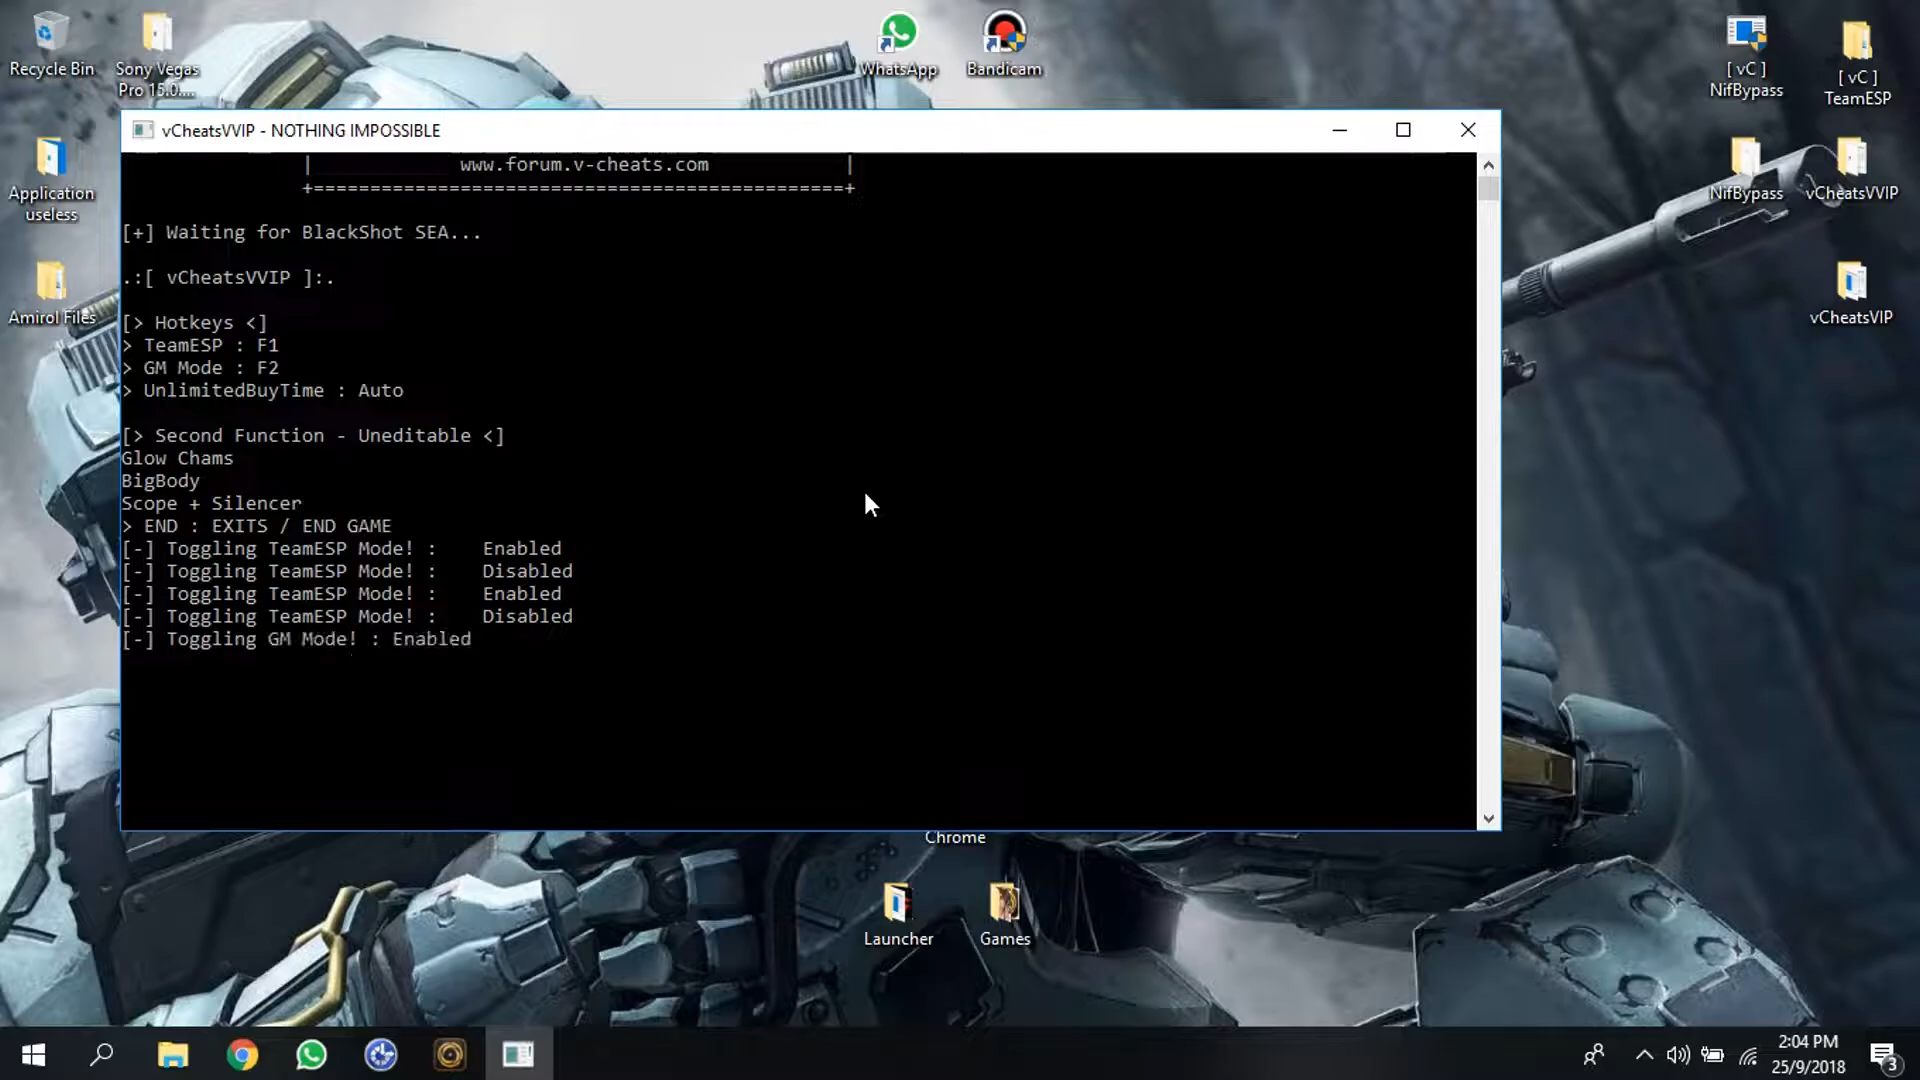 Recycle Bin
Sony Vegas
Pro 15.0....
WhatsApp
Bandicam
[ vC ]
NifBypass
[ vC ]
TeamESP
Application
useless
NifBypass
vCheatsVVIP
Amirol Files
vCheatsVIP
vCheatsVVIP - NOTHING IMPOSSIBLE
| www.forum.v-cheats.com |
+===============================================+
[+] Waiting for BlackShot SEA...
.:[ vCheatsVVIP ]:.
[> Hotkeys <]
> TeamESP : F1
> GM Mode : F2
> UnlimitedBuyTime : Auto
[> Second Function - Uneditable <]
Glow Chams
BigBody
Scope + Silencer
> END : EXITS / END GAME
[-] Toggling TeamESP Mode! :    Enabled
[-] Toggling TeamESP Mode! :    Disabled
[-] Toggling TeamESP Mode! :    Enabled
[-] Toggling TeamESP Mode! :    Disabled
[-] Toggling GM Mode! : Enabled
Chrome
Launcher
Games
2:04 PM
25/9/2018
3